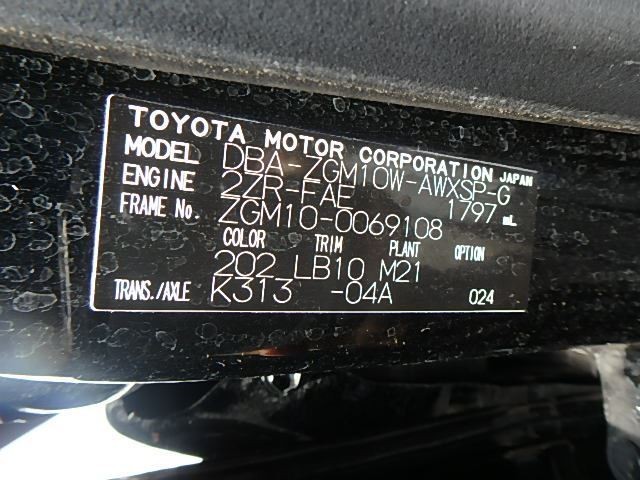 TOYOTA MOTOR CORPORATION JAPAN
MODEL DBA-ZGM10W-AWXSP-G
ENGINE 2ZR-FAE 1797 mL
FRAME No. ZGM10-0069108
COLOR TRIM PLANT OPTION
202 LB10 M21
TRANS./AXLE K313 -04A 024